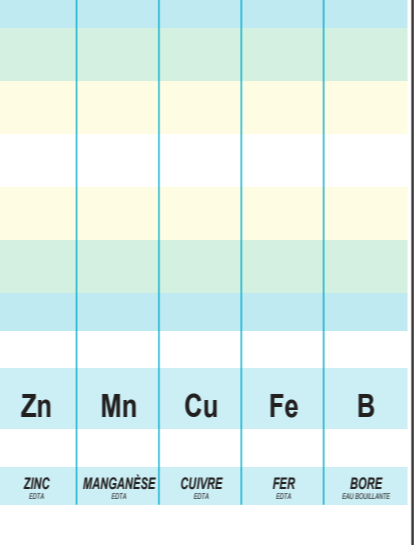 Zn Mn Cu Fe B
ZINC MANGANÈSE CUIVRE FER BORE
EDTA EDTA EDTA EDTA EAU BOUILLANTE